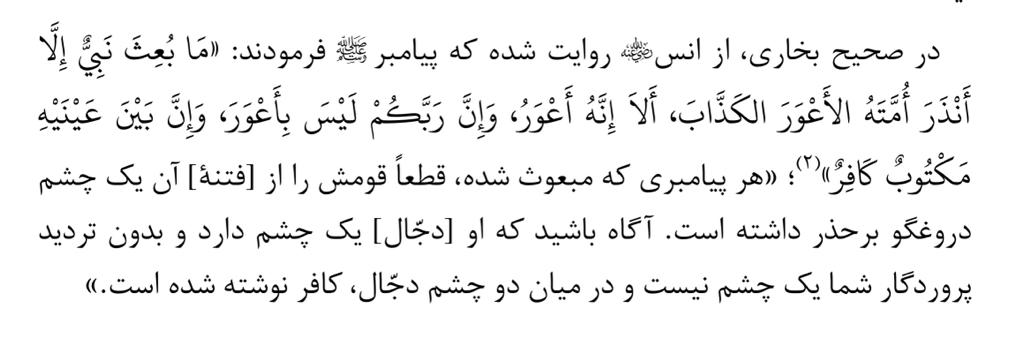 در صحیح بخاری، از انس﷜ روایت شده که پیامبر ﷺ فرمودند: «مَا بُعِثَ نَبِيٌّ إِلَّا
أَنْذَرَ أُمَّتَهُ الأَعْوَرَ الكَذَّابَ، أَلاَ إِنَّهُ أَعْوَرُ، وَإِنَّ رَبَّكُمْ لَيْسَ بِأَعْوَرَ، وَإِنَّ بَيْنَ عَيْنَيْهِ
مَكْتُوبٌ كَافِرٌ»(۲)؛ «هر پیامبری که مبعوث شده، قطعاً قومش را از [فتنۀ] آن یک چشم
دروغگو برحذر داشته است. آگاه باشید که او [دجّال] یک چشم دارد و بدون تردید
پروردگار شما یک چشم نیست و در میان دو چشم دجّال، کافر نوشته شده است.»